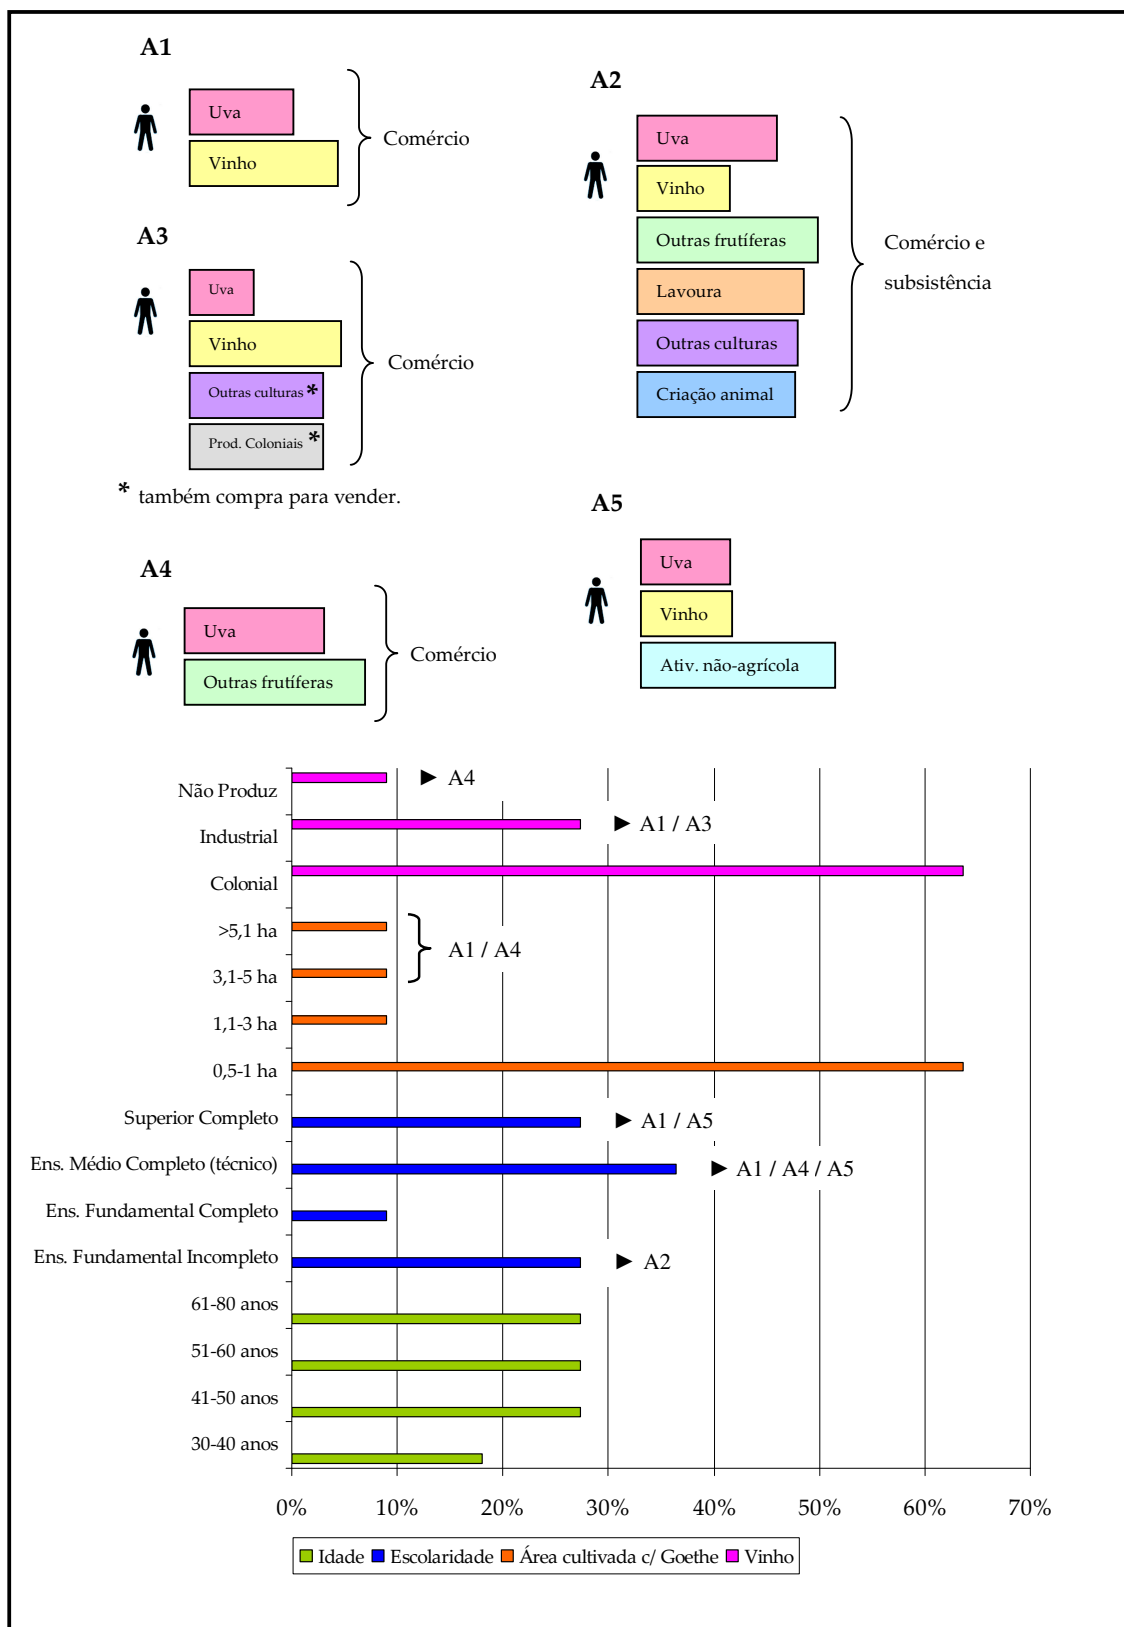 A1
Uva
Vinho
Comércio
A2
Uva
Vinho
Outras frutíferas
Lavoura
Outras culturas
Criação animal
Comércio e
subsistência
A3
Uva
Vinho
Outras culturas *
Prod. Coloniais *
Comércio
* também compra para vender.
A4
Uva
Outras frutíferas
Comércio
A5
Uva
Vinho
Ativ. não-agrícola
Não Produz
► A4
Industrial
► A1 / A3
Colonial
>5,1 ha
3,1-5 ha
A1 / A4
1,1-3 ha
0,5-1 ha
Superior Completo
► A1 / A5
Ens. Médio Completo (técnico)
► A1 / A4 / A5
Ens. Fundamental Completo
Ens. Fundamental Incompleto
► A2
61-80 anos
51-60 anos
41-50 anos
30-40 anos
0% 10% 20% 30% 40% 50% 60% 70%
Idade Escolaridade Área cultivada c/ Goethe Vinho